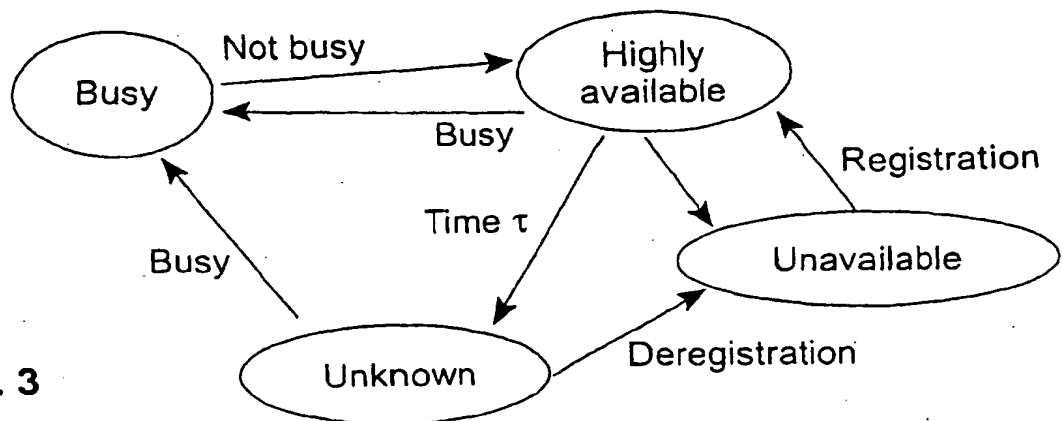 Not busy
Highly
available
Busy
Busy
Registration
Time τ
Busy
Unavailable
Deregistration
Unknown
. 3